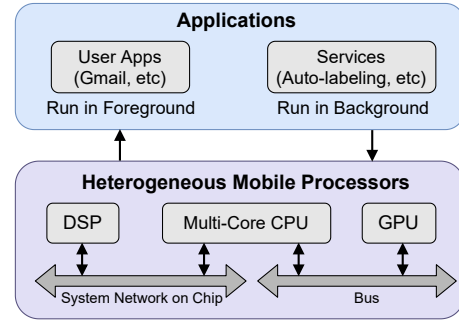 Applications
User Apps
(Gmail, etc)
Services
(Auto-labeling, etc)
Run in Foreground
Run in Background
Heterogeneous Mobile Processors
DSP
Multi-Core CPU
GPU
System Network on Chip
Bus